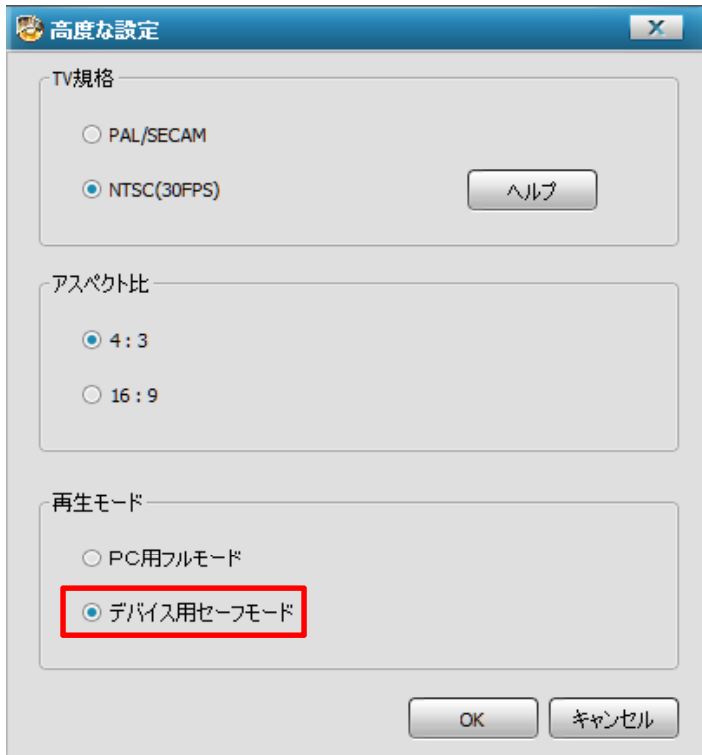 高度な設定
X
TV規格
PAL/SECAM
NTSC(30FPS)
ヘルプ
アスペクト比
4 : 3
16 : 9
再生モード
PC用フルモード
デバイス用セーフモード
OK
キャンセル